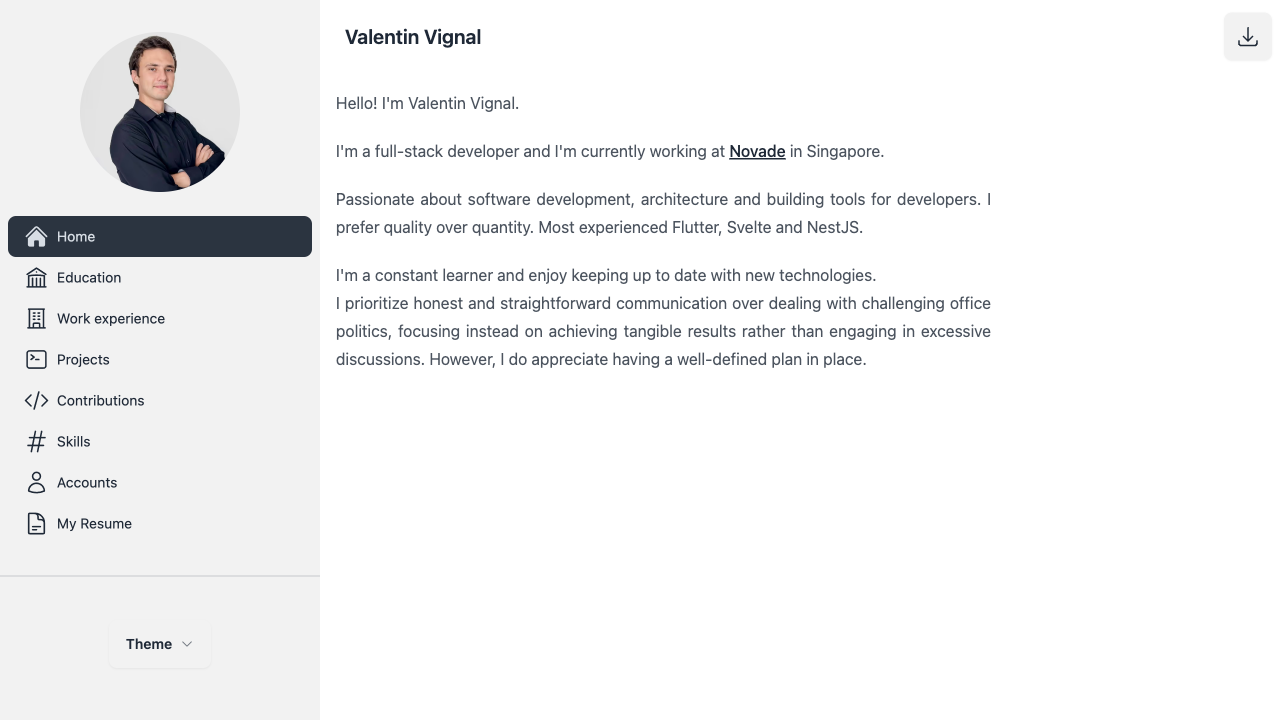 Valentin Vignal
Home
Education
Work experience
Projects
Contributions
Skills
Accounts
My Resume
Theme
Hello! I'm Valentin Vignal.
I'm a full-stack developer and I'm currently working at Novade in Singapore.
Passionate about software development, architecture and building tools for developers. I
prefer quality over quantity. Most experienced Flutter, Svelte and NestJS.
I'm a constant learner and enjoy keeping up to date with new technologies.
I prioritize honest and straightforward communication over dealing with challenging office
politics, focusing instead on achieving tangible results rather than engaging in excessive
discussions. However, I do appreciate having a well-defined plan in place.